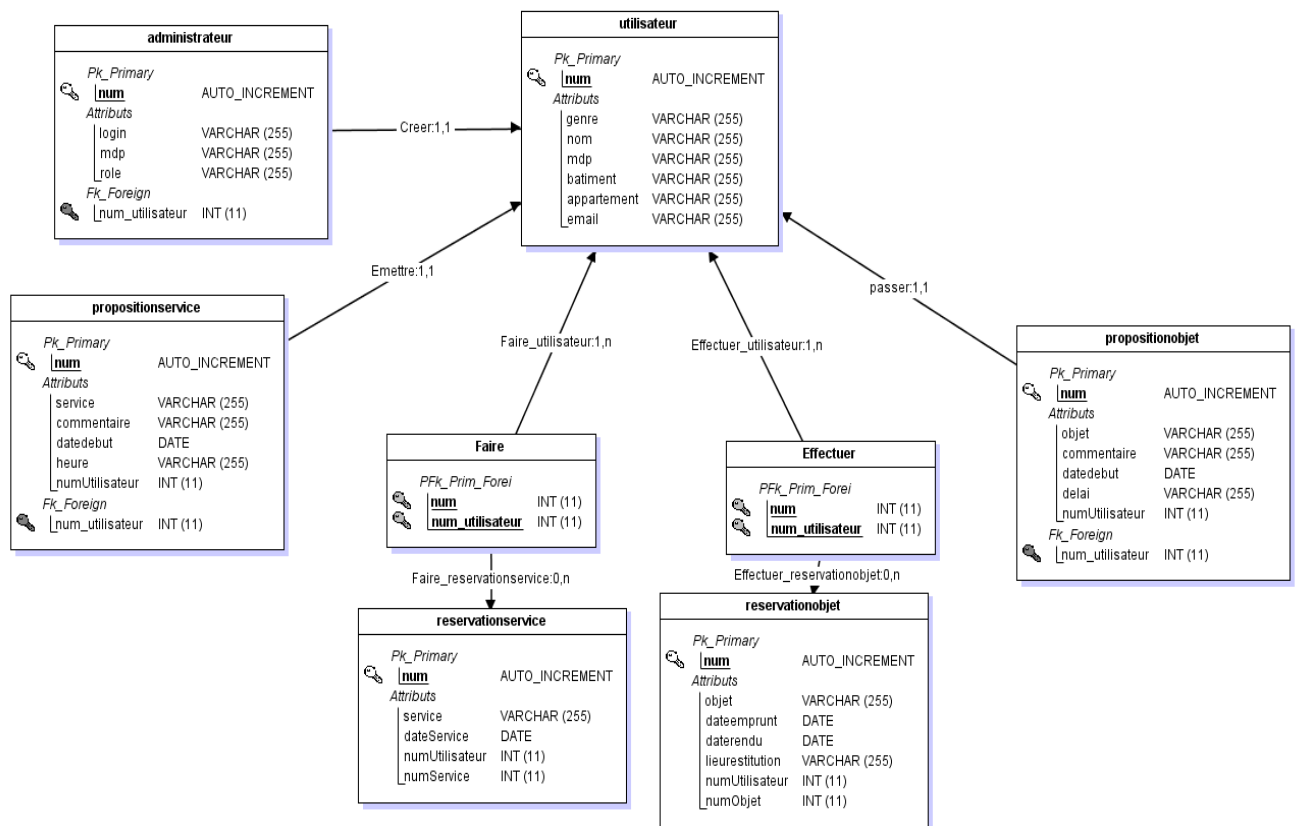 administrateur
Pk_Primary
num AUTO_INCREMENT
Attributs
login VARCHAR (255)
mdp VARCHAR (255)
role VARCHAR (255)
Fk_Foreign
num_utilisateur INT (11)
Creer:1,1
utilisateur
Pk_Primary
num AUTO_INCREMENT
Attributs
genre VARCHAR (255)
nom VARCHAR (255)
mdp VARCHAR (255)
batiment VARCHAR (255)
appartement VARCHAR (255)
email VARCHAR (255)
Emettre:1,1
Faire_utilisateur:1,n
Effectuer_utilisateur:1,n
passer:1,1
propositionservice
Pk_Primary
num AUTO_INCREMENT
Attributs
service VARCHAR (255)
commentaire VARCHAR (255)
datedebut DATE
heure VARCHAR (255)
numUtilisateur INT (11)
Fk_Foreign
num_utilisateur INT (11)
Faire
PFk_Prim_Forei
num INT (11)
num_utilisateur INT (11)
Effectuer
PFk_Prim_Forei
num INT (11)
num_utilisateur INT (11)
propositionobjet
Pk_Primary
num AUTO_INCREMENT
Attributs
objet VARCHAR (255)
commentaire VARCHAR (255)
datedebut DATE
delai VARCHAR (255)
numUtilisateur INT (11)
Fk_Foreign
num_utilisateur INT (11)
Faire_reservationservice:0,n
Effectuer_reservationobjet:0,n
reservationservice
Pk_Primary
num AUTO_INCREMENT
Attributs
service VARCHAR (255)
dateService DATE
numUtilisateur INT (11)
numService INT (11)
reservationobjet
Pk_Primary
num AUTO_INCREMENT
Attributs
objet VARCHAR (255)
dateemprunt DATE
daterendu DATE
lieurestitution VARCHAR (255)
numUtilisateur INT (11)
numObjet INT (11)